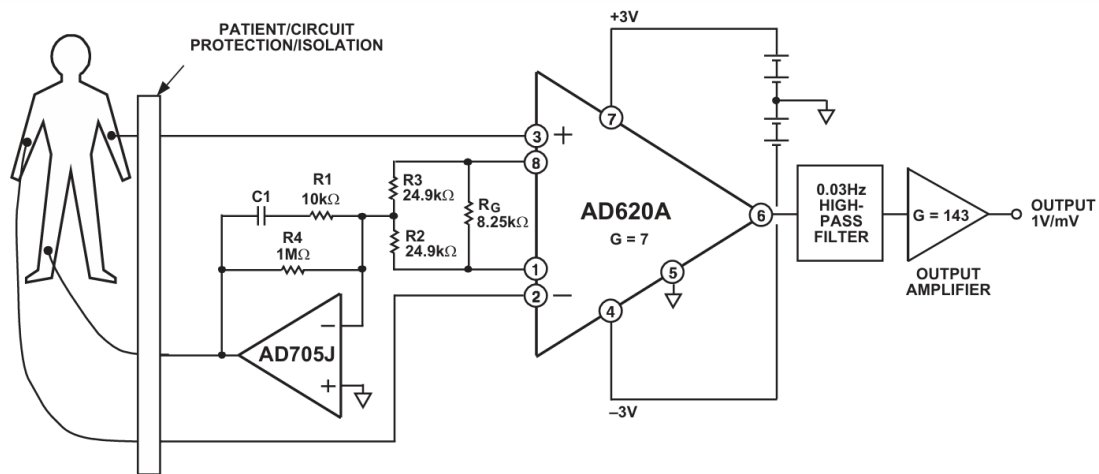 PATIENT/CIRCUIT
PROTECTION/ISOLATION
+3V
3
+
7
8
R1
10kΩ
C1
R3
24.9kΩ
RG
8.25kΩ
R4
1MΩ
R2
24.9kΩ
AD620A
G = 7
6
0.03Hz
HIGH-
PASS
FILTER
G = 143
OUTPUT
1V/mV
OUTPUT
AMPLIFIER
1
2
–
5
4
–
AD705J
+
–3V